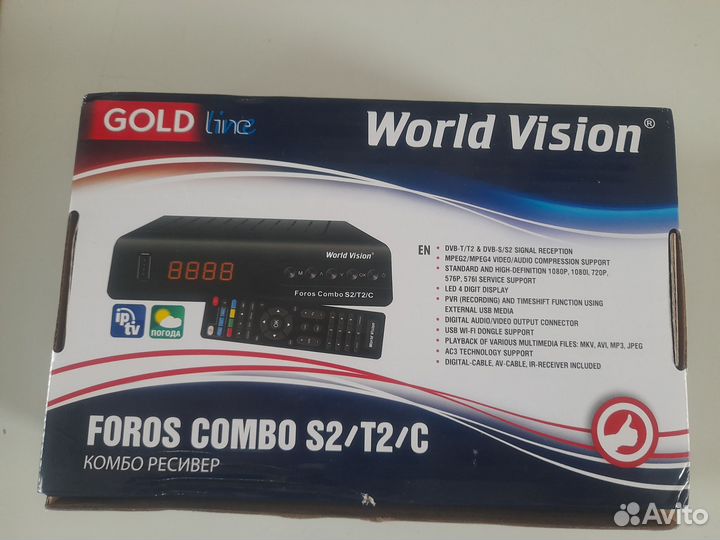 GOLD line
World Vision®
World Vision®
8888
Foros Combo S2/T2/C
World Vision
ip tv
ПОГОДА
EN
• DVB-T/T2 & DVB-S/S2 SIGNAL RECEPTION
• MPEG2/MPEG4 VIDEO/AUDIO COMPRESSION SUPPORT
• STANDARD AND HIGH-DEFINITION 1080P, 1080I, 720P,
576P, 576I SERVICE SUPPORT
• LED 4 DIGIT DISPLAY
• PVR (RECORDING) AND TIMESHIFT FUNCTION USING
EXTERNAL USB MEDIA
• DIGITAL AUDIO/VIDEO OUTPUT CONNECTOR
• USB WI-FI DONGLE SUPPORT
• PLAYBACK OF VARIOUS MULTIMEDIA FILES: MKV, AVI, MP3, JPEG
• AC3 TECHNOLOGY SUPPORT
• DIGITAL-CABLE, AV-CABLE, IR-RECEIVER INCLUDED
FOROS COMBO S2/T2/C
КОМБО РЕСИВЕР
Avito